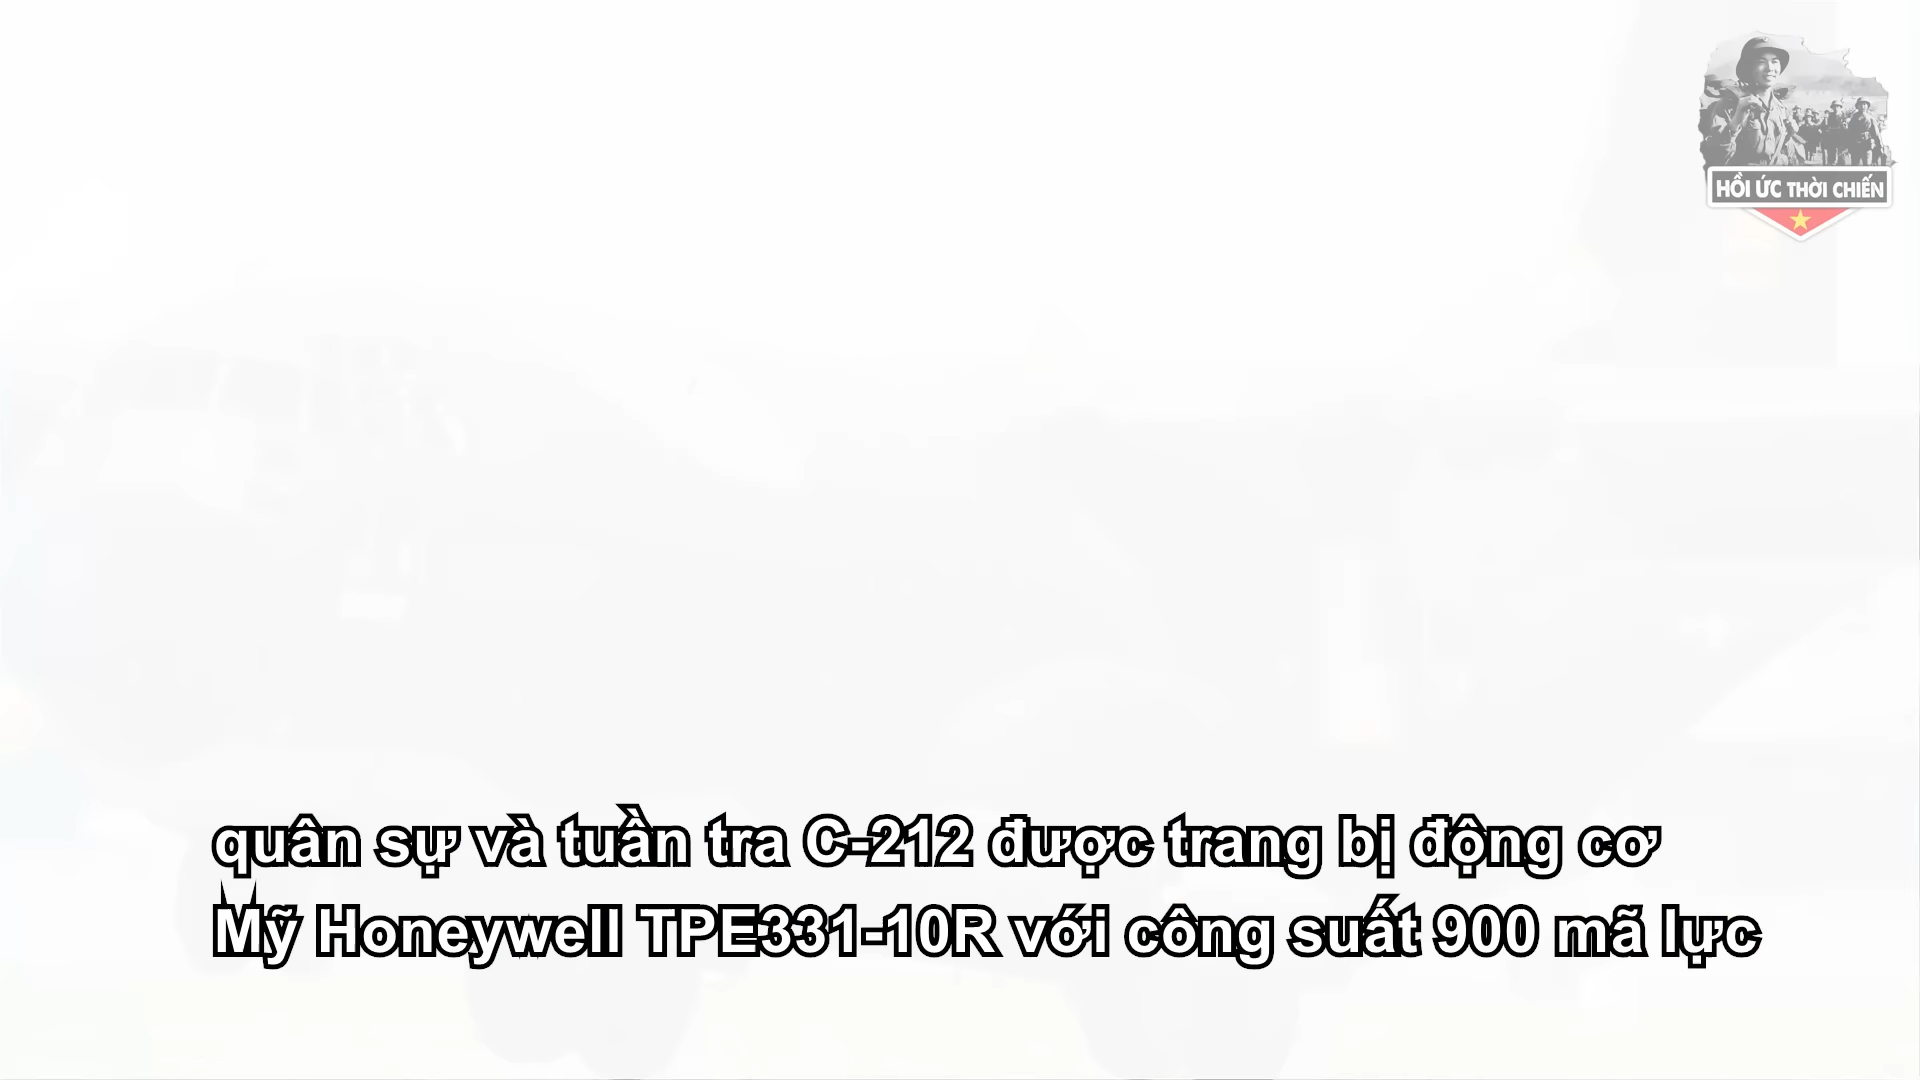 HỒI ỨC THỜI CHIẾN
quân sự và tuần tra C-212 được trang bị động cơ
Mỹ Honeywell TPE331-10R với công suất 900 mã lực